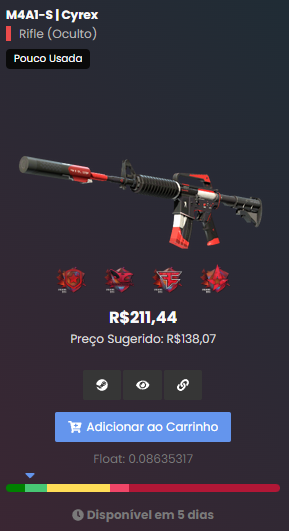 M4A1-S | Cyrex
Rifle (Oculto)
Pouco Usada
R$211,44
Preço Sugerido: R$138,07
Adicionar ao Carrinho
Float: 0.08635317
Disponível em 5 dias